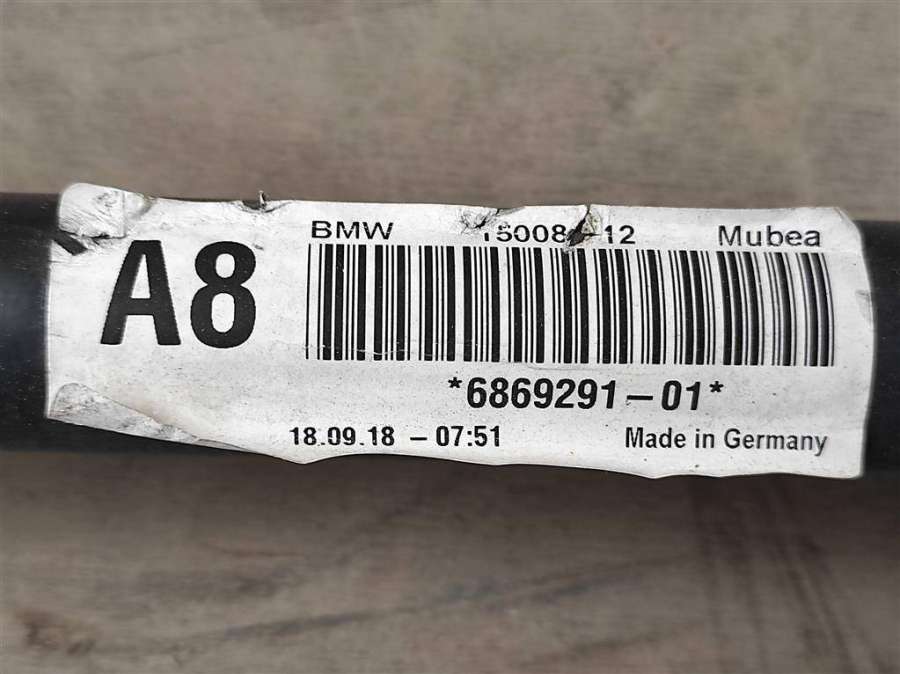 BMW Mubea
A8
*6869291-01*
18.09.18 - 07:51 Made in Germany